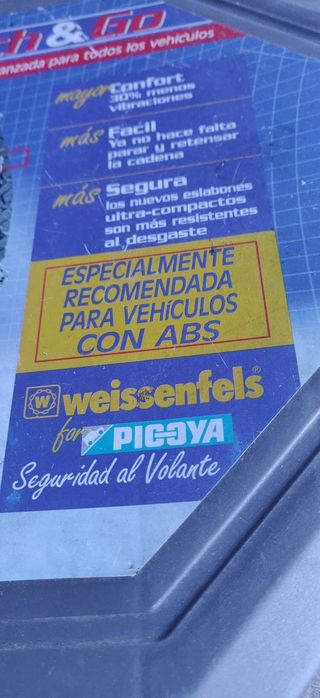 ch & Go
anzada para todos los vehículos
mayor Confort
30% menos
vibraciones
más Facil
Ya no hace falta
parar y retensar
la cadena
más Segura
los nuevos eslabones
ultra-compactos
son más resistentes
al desgaste
ESPECIALMENTE
RECOMENDADA
PARA VEHÍCULOS
CON ABS
W weissenfels®
for PICOYA
Seguridad al Volante